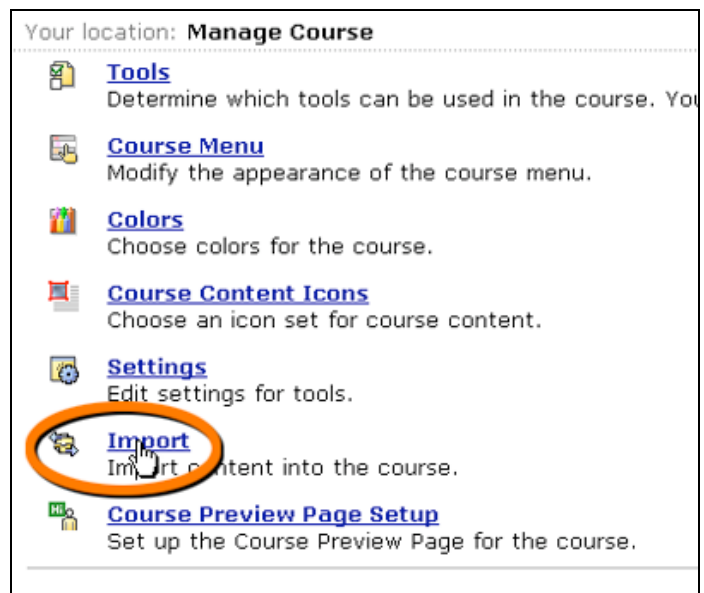 Your location: Manage Course
Tools
Determine which tools can be used in the course.
Course Menu
Modify the appearance of the course menu.
Colors
Choose colors for the course.
Course Content Icons
Choose an icon set for course content.
Settings
Edit settings for tools.
Import
Import content into the course.
Hi
Course Preview Page Setup
Set up the Course Preview Page for the course.